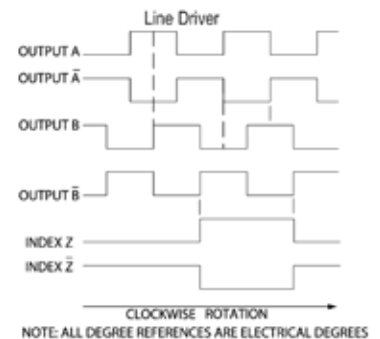 Line Driver
OUTPUT A
OUTPUT A̅
OUTPUT B
OUTPUT B̅
INDEX Z
INDEX Z̅
CLOCKWISE ROTATION
NOTE: ALL DEGREE REFERENCES ARE ELECTRICAL DEGREES